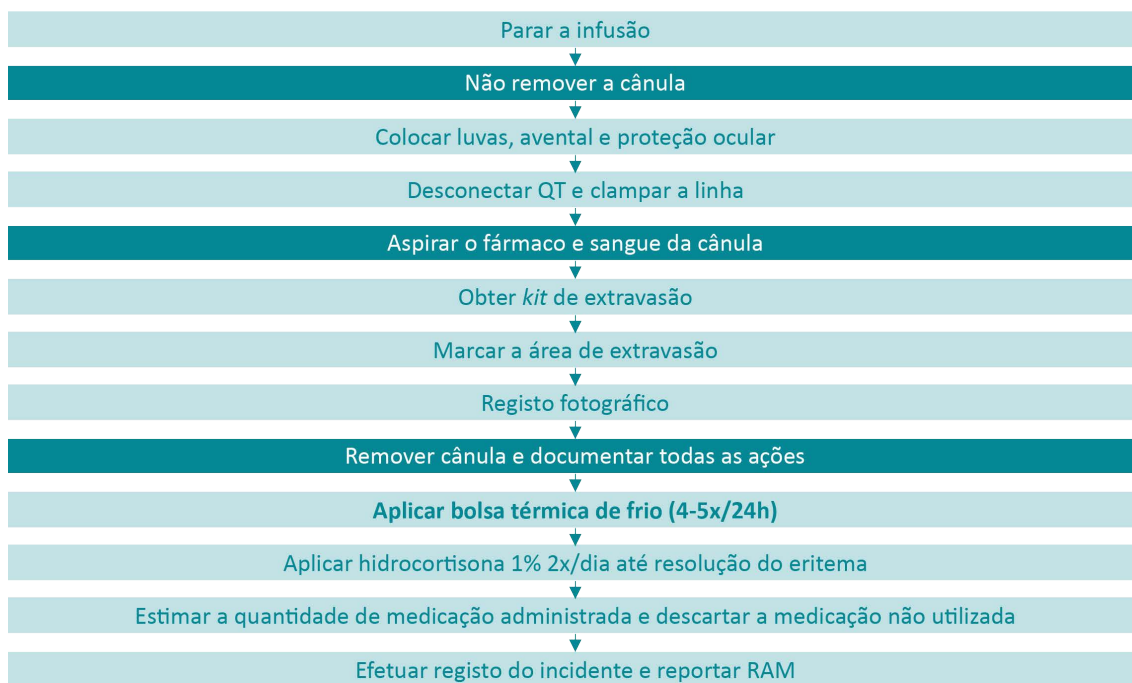 Parar a infusão
Não remover a cânula
Colocar luvas, avental e proteção ocular
Desconectar QT e clampar a linha
Aspirar o fármaco e sangue da cânula
Obter kit de extravasão
Marcar a área de extravasão
Registo fotográfico
Remover cânula e documentar todas as ações
Aplicar bolsa térmica de frio (4-5x/24h)
Aplicar hidrocortisona 1% 2x/dia até resolução do eritema
Estimar a quantidade de medicação administrada e descartar a medicação não utilizada
Efetuar registo do incidente e reportar RAM